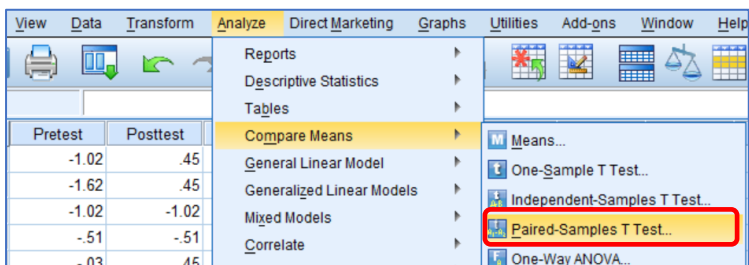 View Data Transform Analyze Direct Marketing Graphs Utilities Add-ons Window Help
Reports
Descriptive Statistics
Tables
Compare Means
General Linear Model
Generalized Linear Models
Mixed Models
Correlate
M Means...
t One-Sample T Test...
Independent-Samples T Test...
Paired-Samples T Test...
One-Way ANOVA...
Pretest Posttest
-1.02 .45
-1.62 .45
-1.02 -1.02
-.51 -.51
-.03 .45